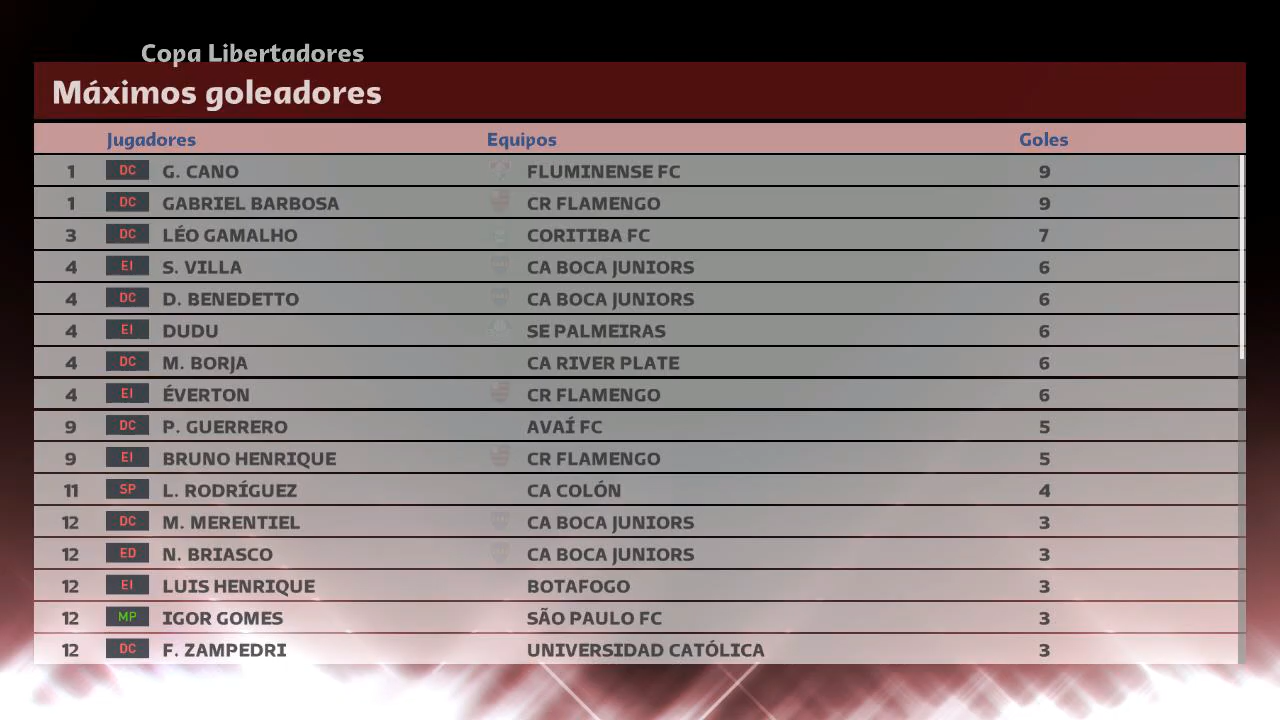 Copa Libertadores
Máximos goleadores
Jugadores Equipos Goles
1 DC G. CANO FLUMINENSE FC 9
1 DC GABRIEL BARBOSA CR FLAMENGO 9
3 DC LÉO GAMALHO CORITIBA FC 7
4 EI S. VILLA CA BOCA JUNIORS 6
4 DC D. BENEDETTO CA BOCA JUNIORS 6
4 EI DUDU SE PALMEIRAS 6
4 DC M. BORJA CA RIVER PLATE 6
4 EI ÉVERTON CR FLAMENGO 6
9 DC P. GUERRERO AVAÍ FC 5
9 EI BRUNO HENRIQUE CR FLAMENGO 5
11 SP L. RODRÍGUEZ CA COLÓN 4
12 DC M. MERENTIEL CA BOCA JUNIORS 3
12 ED N. BRIASCO CA BOCA JUNIORS 3
12 EI LUIS HENRIQUE BOTAFOGO 3
12 MP IGOR GOMES SÃO PAULO FC 3
12 DC F. ZAMPEDRI UNIVERSIDAD CATÓLICA 3